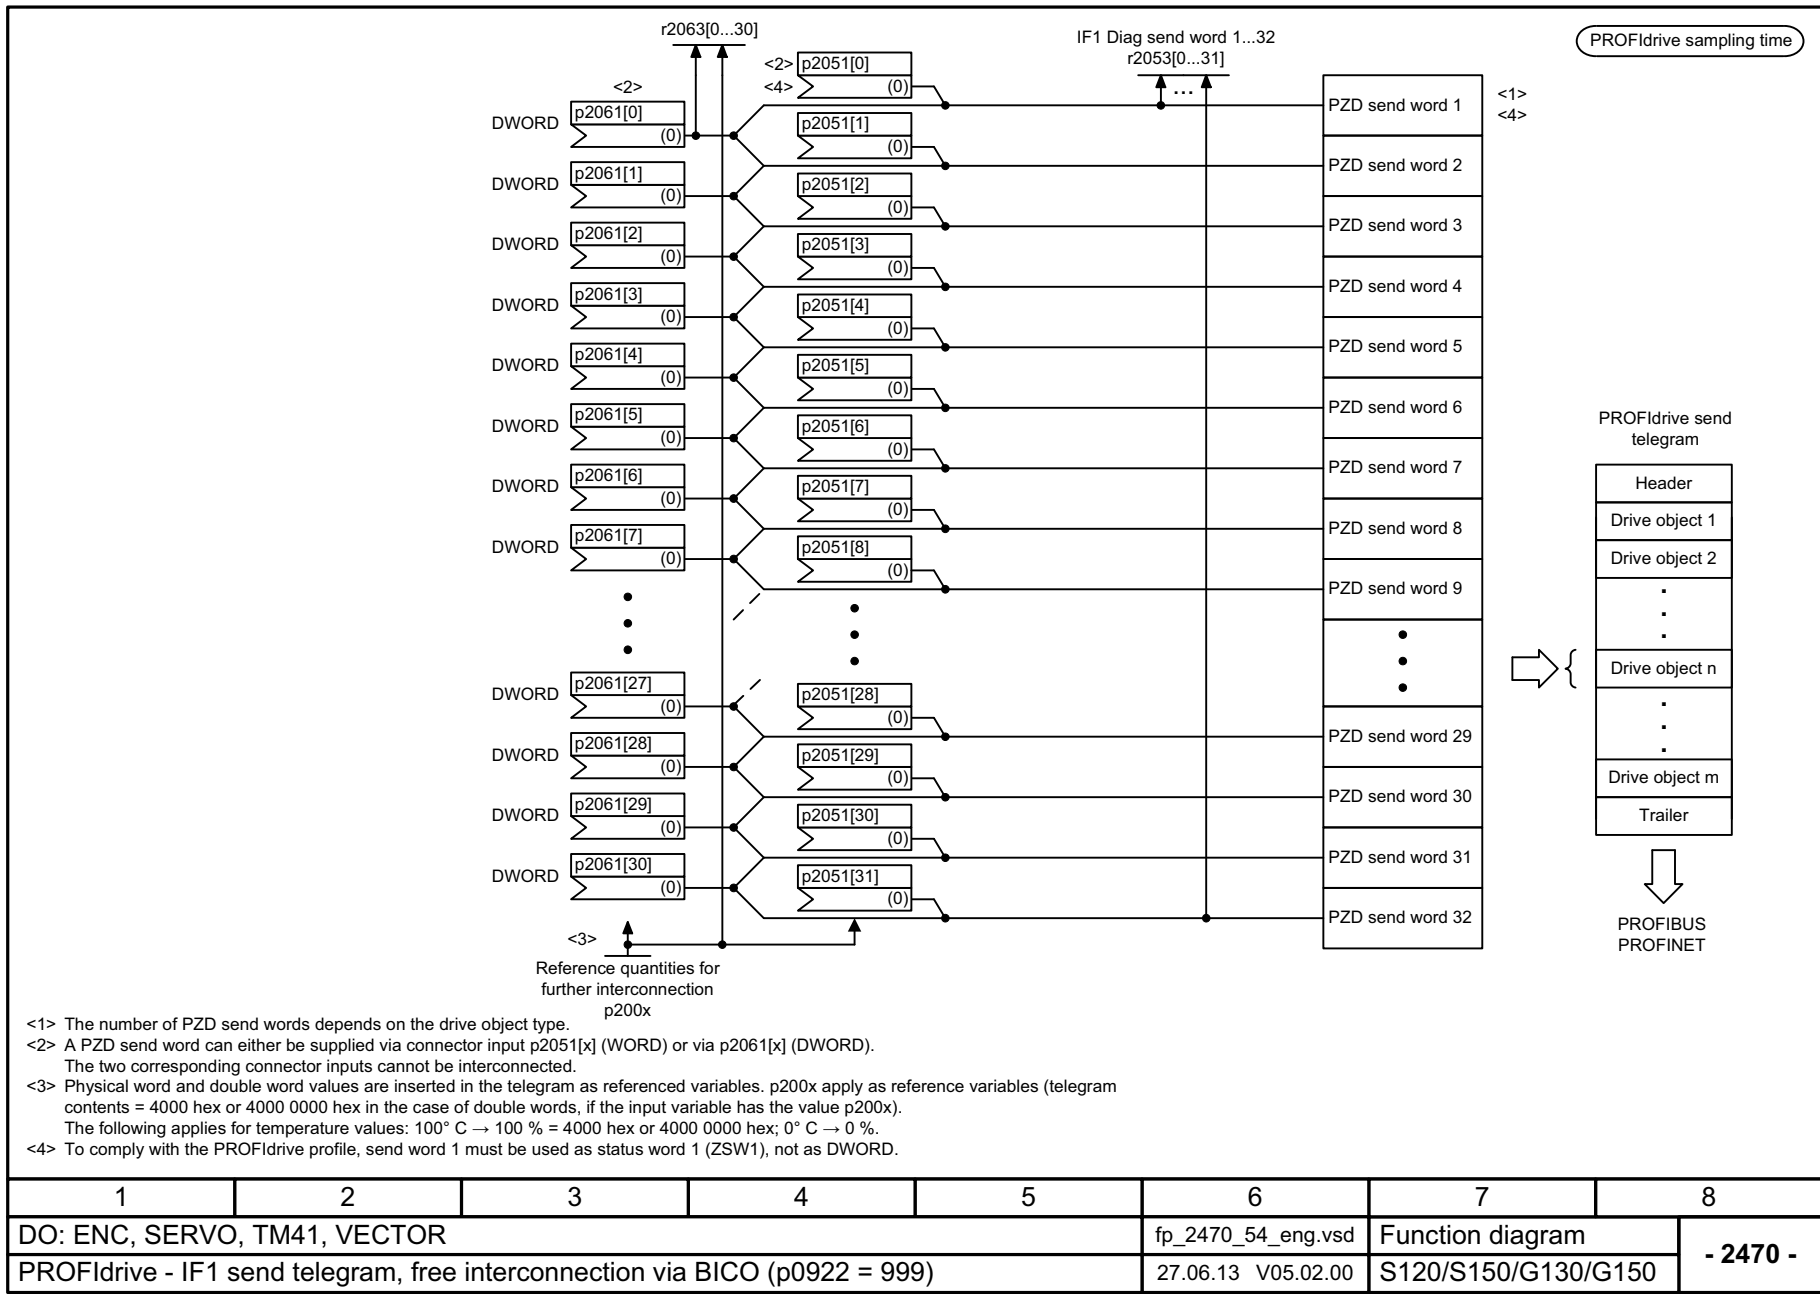 r2063[0...30]
IF1 Diag send word 1...32
r2053[0...31]
...
PROFIdrive sampling time
<2>
<2>
<4>
p2051[0]
(0)
DWORD
p2061[0]
(0)
p2051[1]
(0)
PZD send word 1
<1>
<4>
DWORD
p2061[1]
(0)
p2051[2]
(0)
PZD send word 2
DWORD
p2061[2]
(0)
p2051[3]
(0)
PZD send word 3
DWORD
p2061[3]
(0)
p2051[4]
(0)
PZD send word 4
DWORD
p2061[4]
(0)
p2051[5]
(0)
PZD send word 5
DWORD
p2061[5]
(0)
p2051[6]
(0)
PZD send word 6
DWORD
p2061[6]
(0)
p2051[7]
(0)
PZD send word 7
DWORD
p2061[7]
(0)
p2051[8]
(0)
PZD send word 8
PZD send word 9
DWORD
p2061[27]
(0)
p2051[28]
(0)
PZD send word 29
DWORD
p2061[28]
(0)
p2051[29]
(0)
PZD send word 30
DWORD
p2061[29]
(0)
p2051[30]
(0)
PZD send word 31
DWORD
p2061[30]
(0)
p2051[31]
(0)
PZD send word 32
PROFIdrive send
telegram
Header
Drive object 1
Drive object 2
Drive object n
Drive object m
Trailer
PROFIBUS
PROFINET
<3>
Reference quantities for
further interconnection
p200x
<1> The number of PZD send words depends on the drive object type.
<2> A PZD send word can either be supplied via connector input p2051[x] (WORD) or via p2061[x] (DWORD).
The two corresponding connector inputs cannot be interconnected.
<3> Physical word and double word values are inserted in the telegram as referenced variables. p200x apply as reference variables (telegram
contents = 4000 hex or 4000 0000 hex in the case of double words, if the input variable has the value p200x).
The following applies for temperature values: 100° C → 100 % = 4000 hex or 4000 0000 hex; 0° C → 0 %.
<4> To comply with the PROFIdrive profile, send word 1 must be used as status word 1 (ZSW1), not as DWORD.
1 2 3 4 5 6 7 8
DO: ENC, SERVO, TM41, VECTOR
fp_2470_54_eng.vsd
Function diagram
- 2470 -
PROFIdrive - IF1 send telegram, free interconnection via BICO (p0922 = 999)
27.06.13 V05.02.00
S120/S150/G130/G150